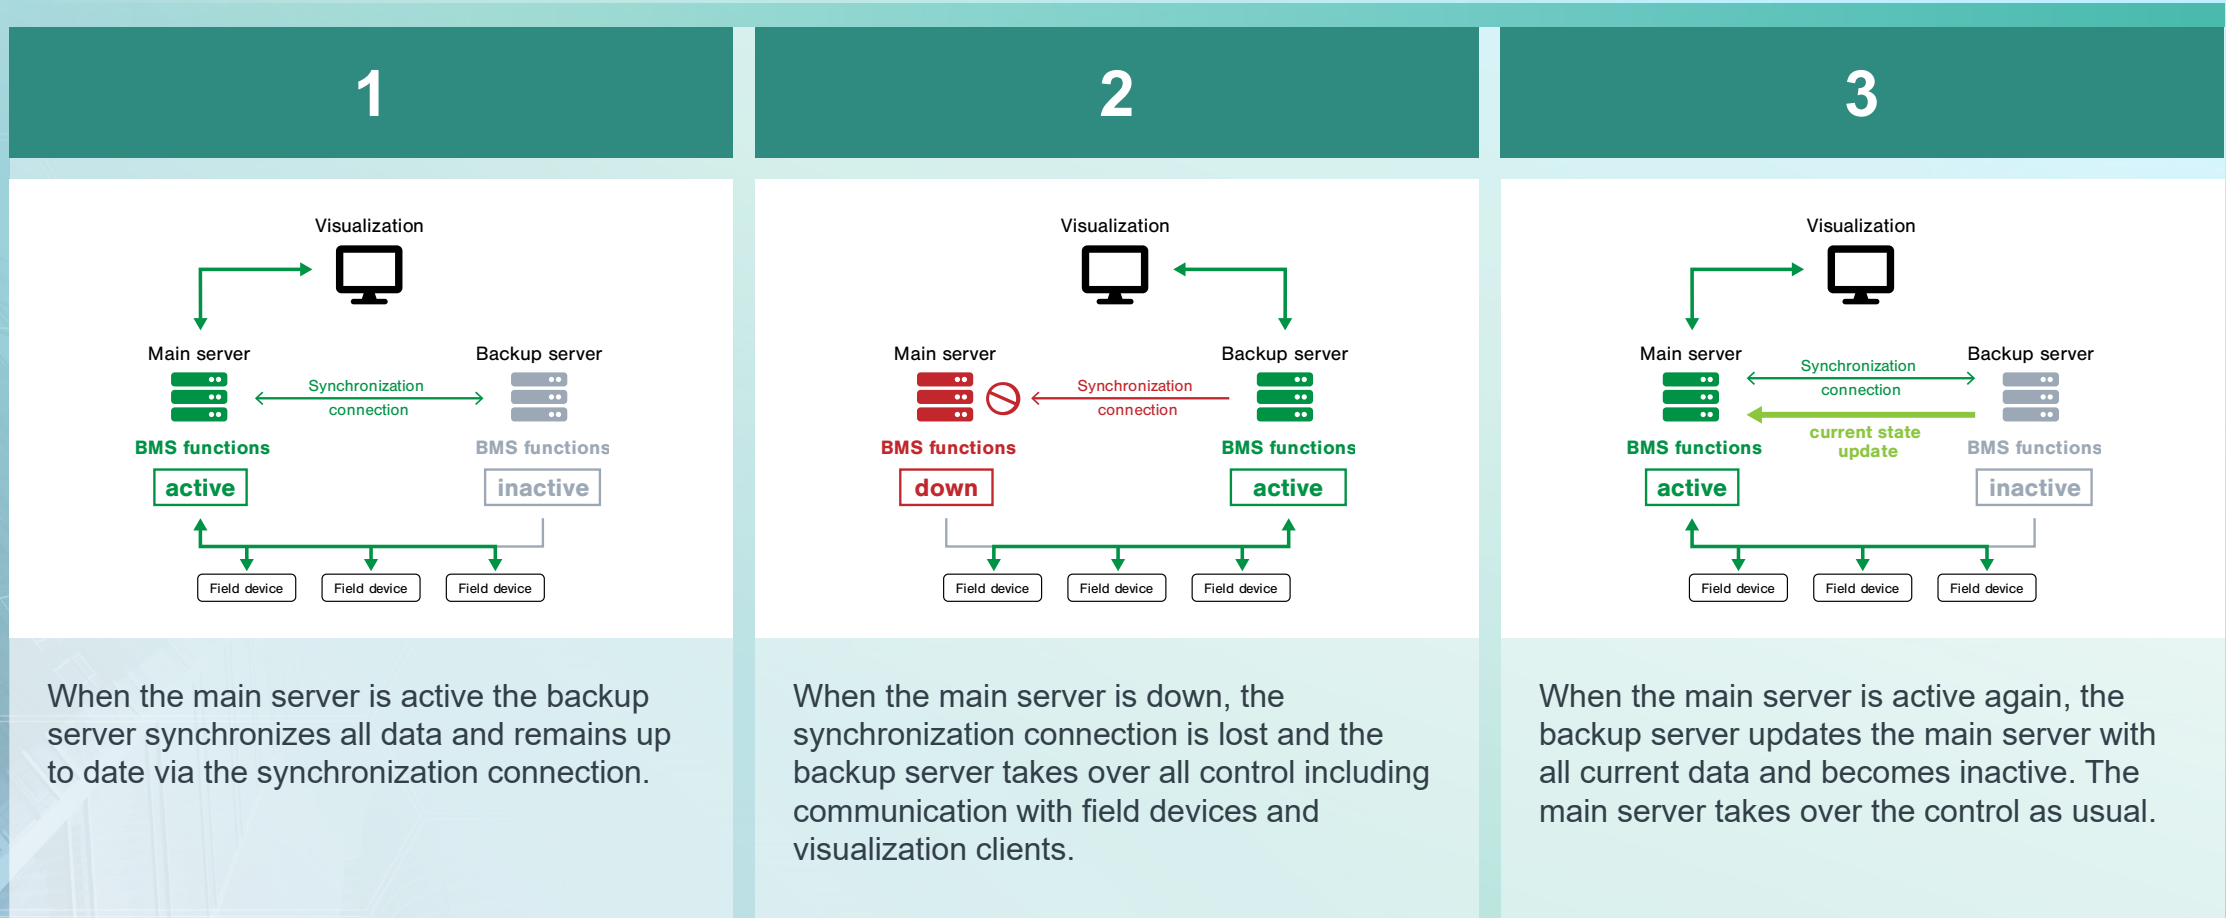 1
Visualization
Main server
Backup server
Synchronization
connection
BMS functions
BMS functions
active
inactive
Field device
Field device
Field device
When the main server is active the backup
server synchronizes all data and remains up
to date via the synchronization connection.
2
Visualization
Main server
Backup server
Synchronization
connection
BMS functions
BMS functions
down
active
Field device
Field device
Field device
When the main server is down, the
synchronization connection is lost and the
backup server takes over all control including
communication with field devices and
visualization clients.
3
Visualization
Main server
Backup server
Synchronization
connection
current state
update
BMS functions
BMS functions
active
inactive
Field device
Field device
Field device
When the main server is active again, the
backup server updates the main server with
all current data and becomes inactive. The
main server takes over the control as usual.